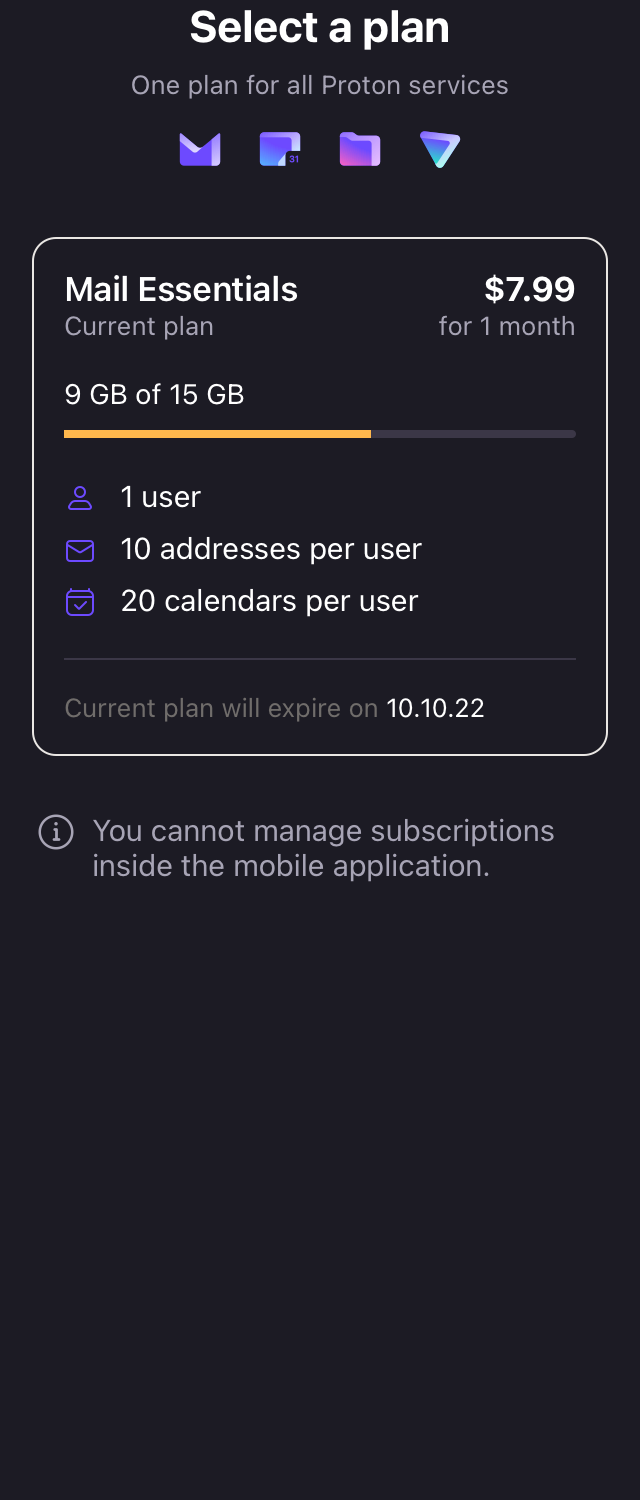 Select a plan
One plan for all Proton services
31
Mail Essentials
$7.99
Current plan
for 1 month
9 GB of 15 GB
1 user
10 addresses per user
20 calendars per user
Current plan will expire on 10.10.22
You cannot manage subscriptions
inside the mobile application.